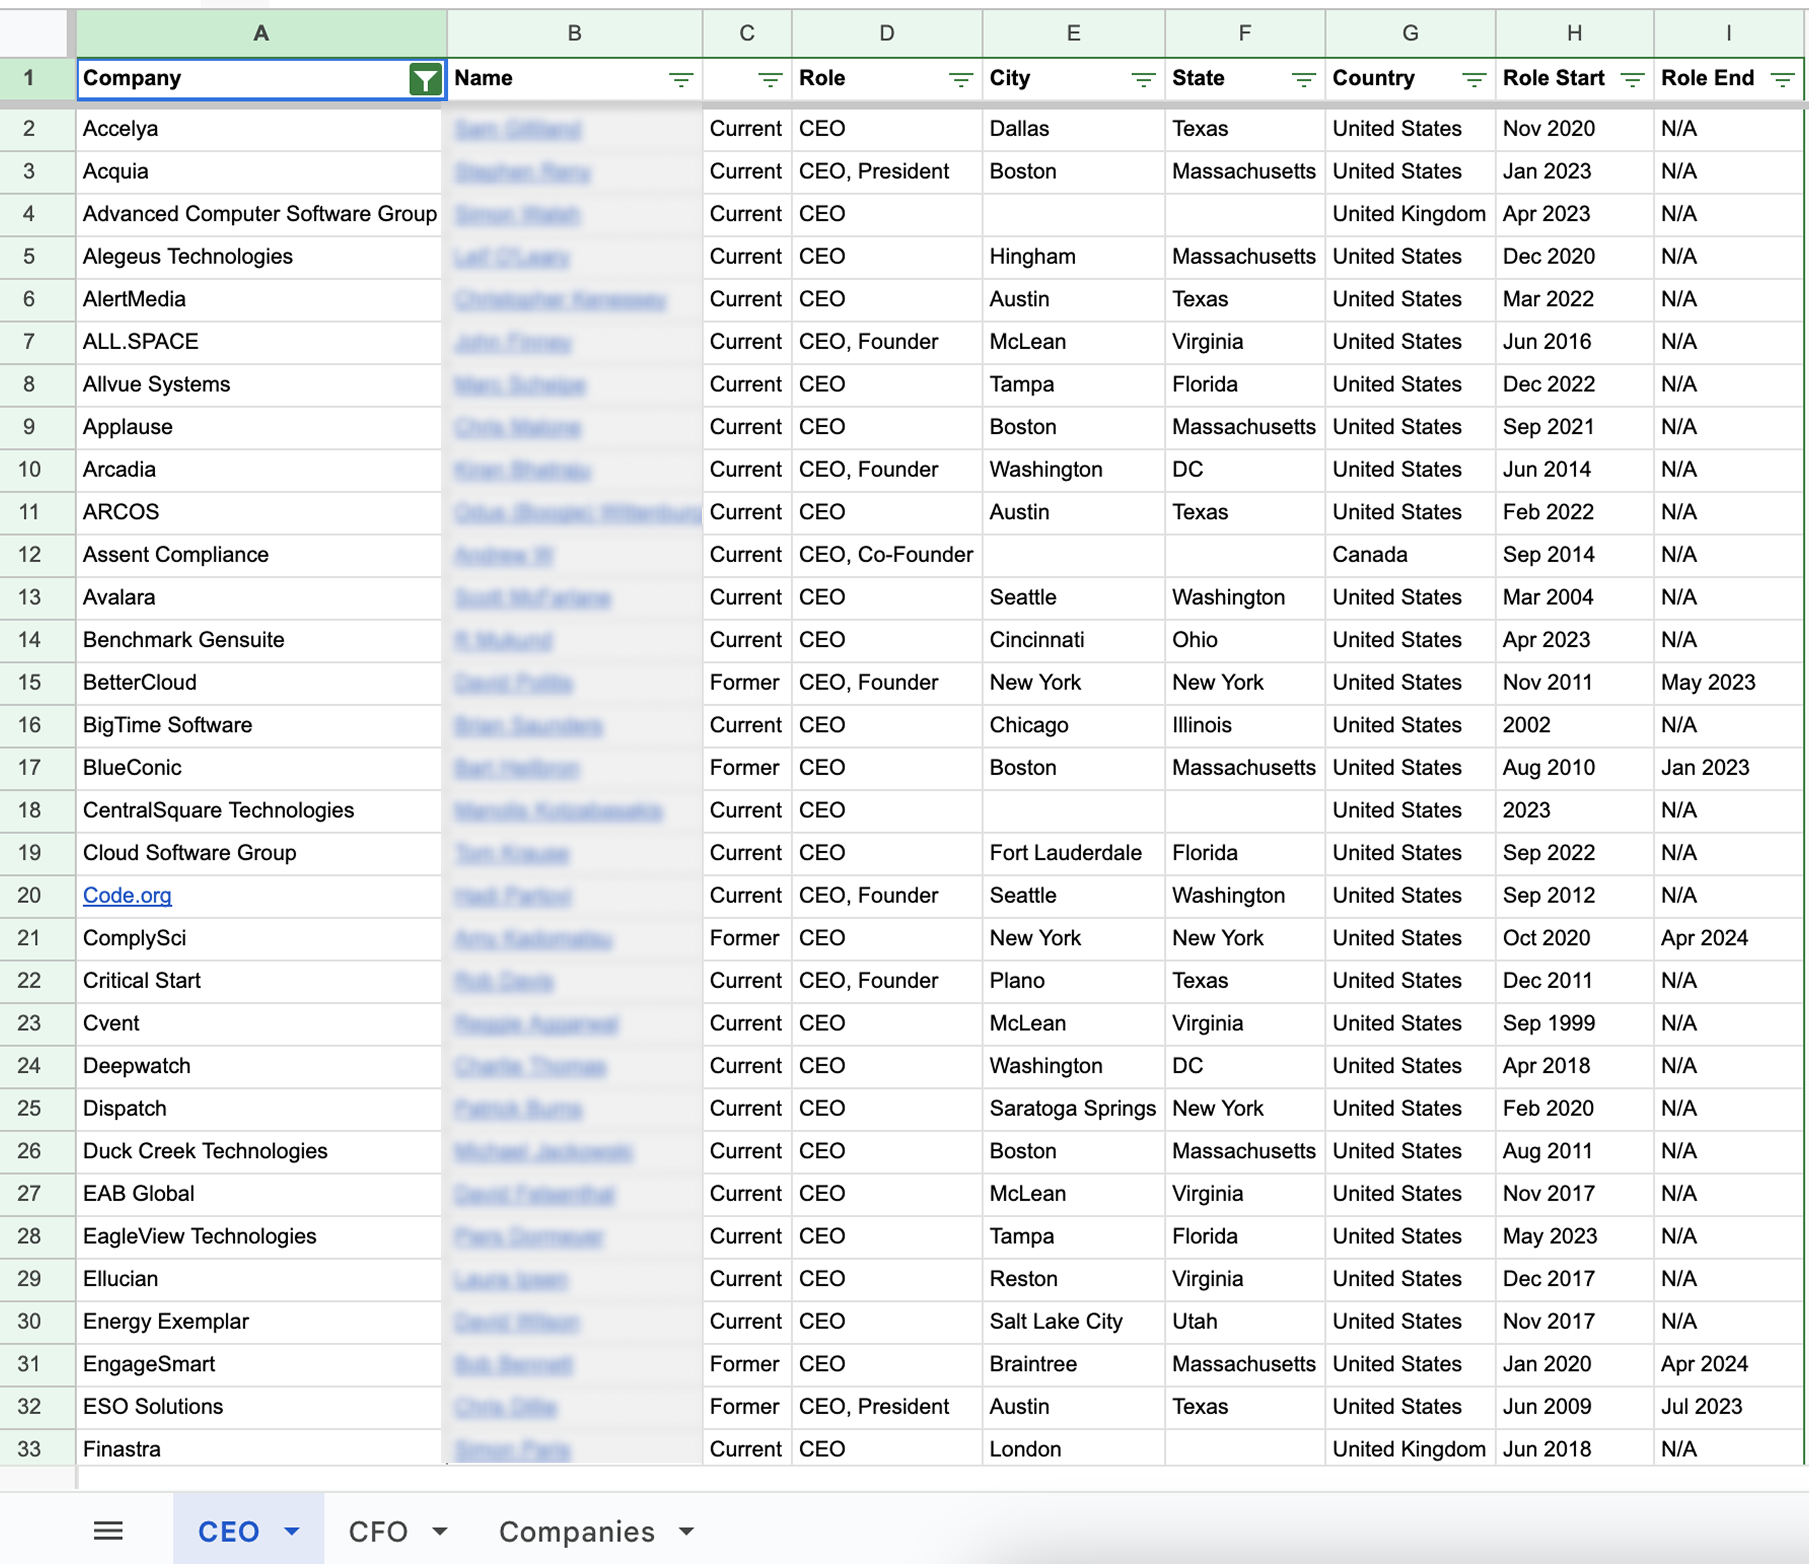 A B C D E F G H I
1 Company Name Role City State Country Role Start Role End
2 Accelya Current CEO Dallas Texas United States Nov 2020 N/A
3 Acquia Current CEO, President Boston Massachusetts United States Jan 2023 N/A
4 Advanced Computer Software Group Current CEO United Kingdom Apr 2023 N/A
5 Alegeus Technologies Current CEO Hingham Massachusetts United States Dec 2020 N/A
6 AlertMedia Current CEO Austin Texas United States Mar 2022 N/A
7 ALL.SPACE Current CEO, Founder McLean Virginia United States Jun 2016 N/A
8 Allvue Systems Current CEO Tampa Florida United States Dec 2022 N/A
9 Applause Current CEO Boston Massachusetts United States Sep 2021 N/A
10 Arcadia Current CEO, Founder Washington DC United States Jun 2014 N/A
11 ARCOS Current CEO Austin Texas United States Feb 2022 N/A
12 Assent Compliance Current CEO, Co-Founder Canada Sep 2014 N/A
13 Avalara Current CEO Seattle Washington United States Mar 2004 N/A
14 Benchmark Gensuite Current CEO Cincinnati Ohio United States Apr 2023 N/A
15 BetterCloud Former CEO, Founder New York New York United States Nov 2011 May 2023
16 BigTime Software Current CEO Chicago Illinois United States 2002 N/A
17 BlueConic Former CEO Boston Massachusetts United States Aug 2010 Jan 2023
18 CentralSquare Technologies Current CEO United States 2023 N/A
19 Cloud Software Group Current CEO Fort Lauderdale Florida United States Sep 2022 N/A
20 Code.org Current CEO, Founder Seattle Washington United States Sep 2012 N/A
21 ComplySci Former CEO New York New York United States Oct 2020 Apr 2024
22 Critical Start Current CEO, Founder Plano Texas United States Dec 2011 N/A
23 Cvent Current CEO McLean Virginia United States Sep 1999 N/A
24 Deepwatch Current CEO Washington DC United States Apr 2018 N/A
25 Dispatch Current CEO Saratoga Springs New York United States Feb 2020 N/A
26 Duck Creek Technologies Current CEO Boston Massachusetts United States Aug 2011 N/A
27 EAB Global Current CEO McLean Virginia United States Nov 2017 N/A
28 EagleView Technologies Current CEO Tampa Florida United States May 2023 N/A
29 Ellucian Current CEO Reston Virginia United States Dec 2017 N/A
30 Energy Exemplar Current CEO Salt Lake City Utah United States Nov 2017 N/A
31 EngageSmart Former CEO Braintree Massachusetts United States Jan 2020 Apr 2024
32 ESO Solutions Former CEO, President Austin Texas United States Jun 2009 Jul 2023
33 Finastra Current CEO London United Kingdom Jun 2018 N/A
CEO CFO Companies